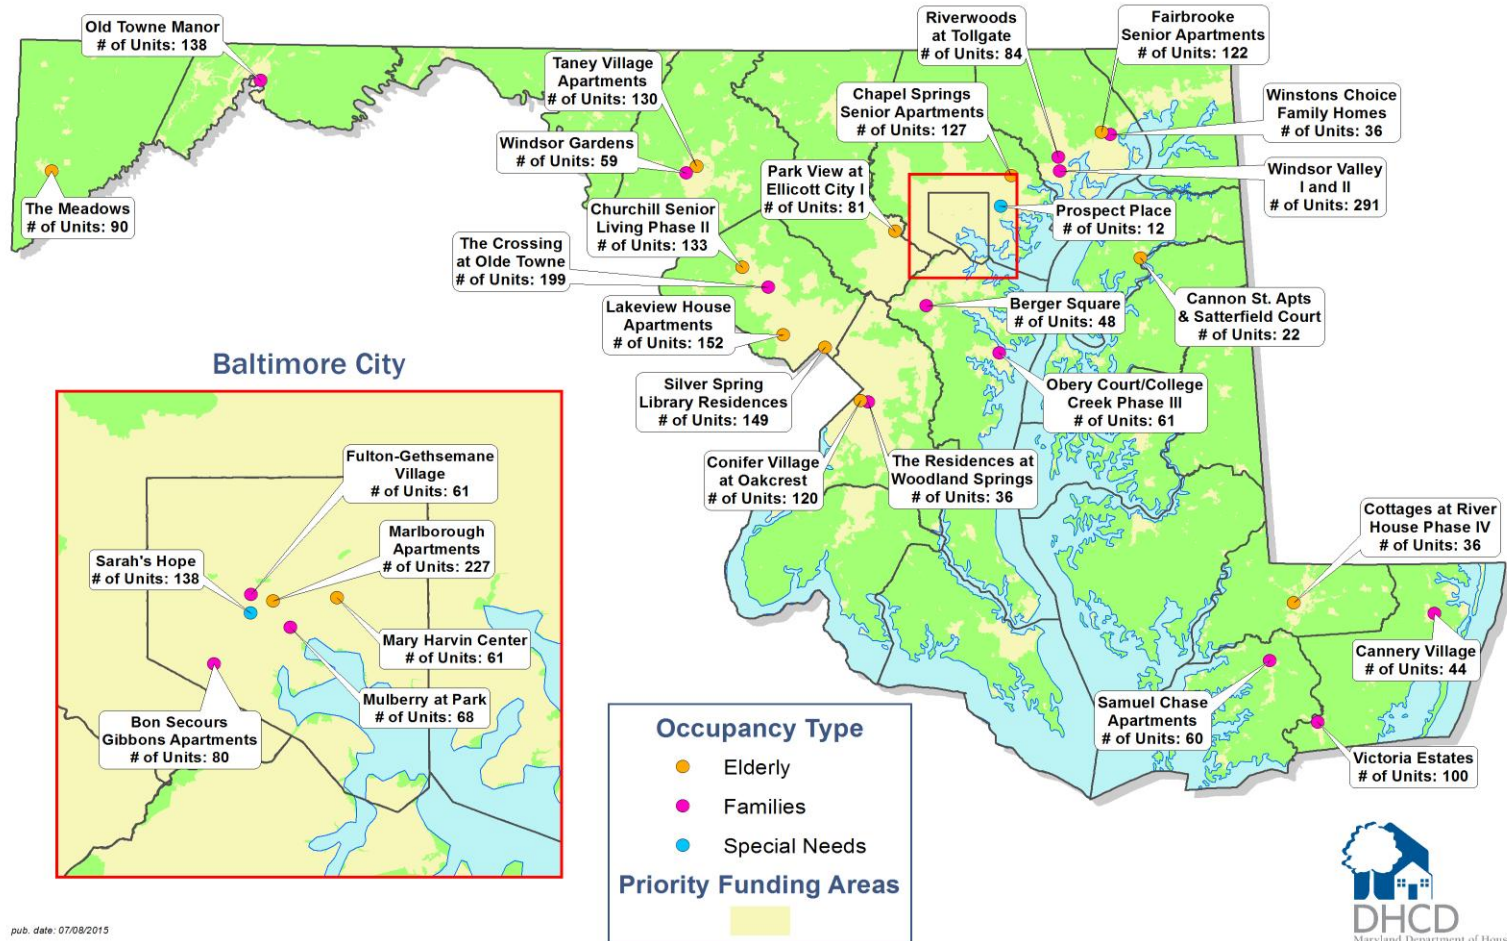 Old Towne Manor
# of Units: 138
Riverwoods
at Tollgate
# of Units: 84
Fairbrooke
Senior Apartments
# of Units: 122
Taney Village
Apartments
# of Units: 130
Chapel Springs
Senior Apartments
# of Units: 127
Winstons Choice
Family Homes
# of Units: 36
Windsor Gardens
# of Units: 59
Park View at
Ellicott City I
# of Units: 81
Windsor Valley
I and II
# of Units: 291
The Meadows
# of Units: 90
Churchill Senior
Living Phase II
# of Units: 133
Prospect Place
# of Units: 12
The Crossing
at Olde Towne
# of Units: 199
Lakeview House
Apartments
# of Units: 152
Berger Square
# of Units: 48
Cannon St. Apts
& Satterfield Court
# of Units: 22
Silver Spring
Library Residences
# of Units: 149
Obery Court/College
Creek Phase III
# of Units: 61
Conifer Village
at Oakcrest
# of Units: 120
The Residences at
Woodland Springs
# of Units: 36
Cottages at River
House Phase IV
# of Units: 36
Cannery Village
# of Units: 44
Samuel Chase
Apartments
# of Units: 60
Victoria Estates
# of Units: 100
Baltimore City
Fulton-Gethsemane
Village
# of Units: 61
Marlborough
Apartments
# of Units: 227
Sarah's Hope
# of Units: 138
Mary Harvin Center
# of Units: 61
Mulberry at Park
# of Units: 68
Bon Secours
Gibbons Apartments
# of Units: 80
Occupancy Type
Elderly
Families
Special Needs
Priority Funding Areas
DHCD
Maryland Department of Hous
pub. date: 07/08/2015